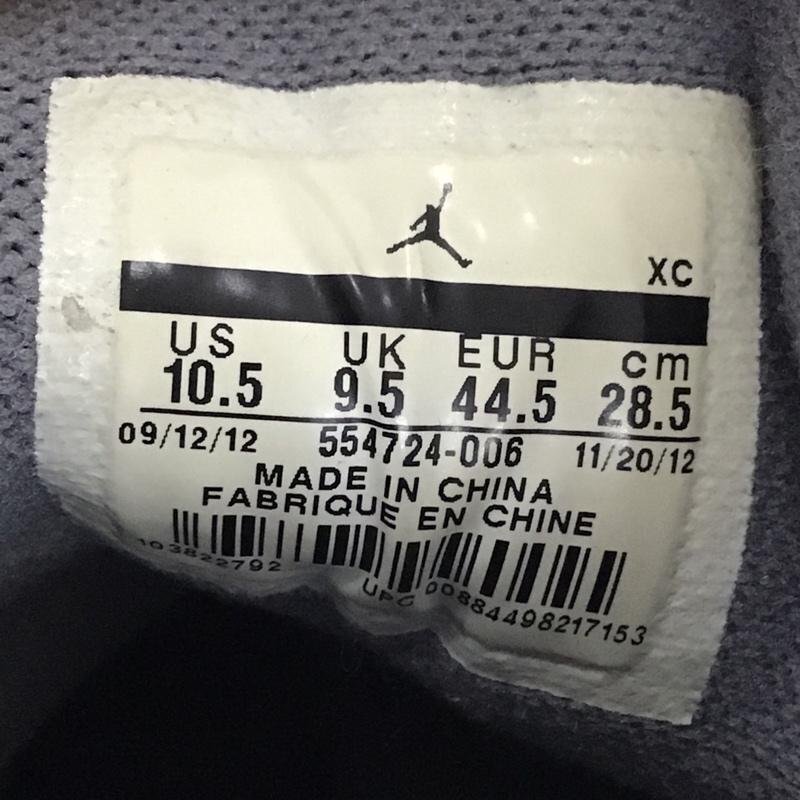 XC
US UK EUR cm
10.5 9.5 44.5 28.5
09/12/12 554724-006 11/20/12
MADE IN CHINA
FABRIQUE EN CHINE
103822792 UPC 00884498217153